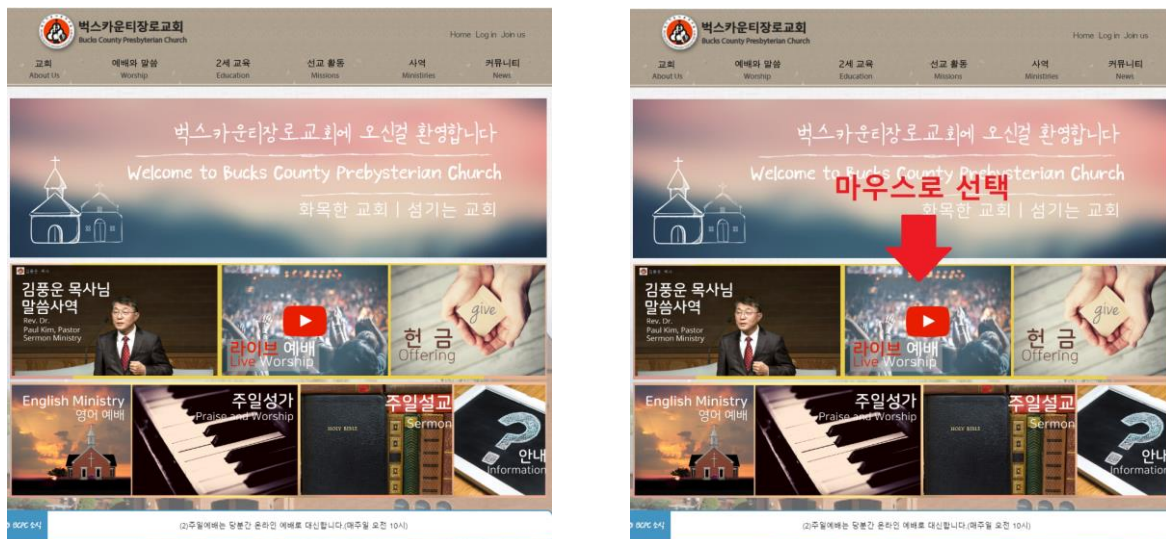 벅스카운티장로교회
Bucks County Presbyterian Church
Home Log in Join us
교회 예배와 말씀 2세 교육 선교 활동 사역 커뮤니티
About Us Worship Education Missions Ministries News
벅스카운티장로교회에 오신걸 환영합니다
Welcome to Bucks County Prebysterian Church
화목한 교회 | 섬기는 교회
김풍운 목사님
말씀사역
Rev. Dr.
Paul Kim, Pastor
Sermon Ministry
라이브 예배
Live Worship
give
헌금
Offering
English Ministry
영어 예배
주일성가
Praise and Worship
HOLY BIBLE
주일설교
Sermon
안내
Information
BCPC 소식
(2)주일예배는 당분간 온라인 예배로 대신합니다.(매주일 오전 10시)
벅스카운티장로교회
Bucks County Presbyterian Church
Home Log in Join us
교회 예배와 말씀 2세 교육 선교 활동 사역 커뮤니티
About Us Worship Education Missions Ministries News
벅스카운티장로교회에 오신걸 환영합니다
Welcome to Bucks County Prebysterian Church
마우스로 선택
화목한 교회 | 섬기는 교회
김풍운 목사님
말씀사역
Rev. Dr.
Paul Kim, Pastor
Sermon Ministry
라이브 예배
Live Worship
give
헌금
Offering
English Ministry
영어 예배
주일성가
Praise and Worship
HOLY BIBLE
주일설교
Sermon
안내
Information
BCPC 소식
(2)주일예배는 당분간 온라인 예배로 대신합니다.(매주일 오전 10시)